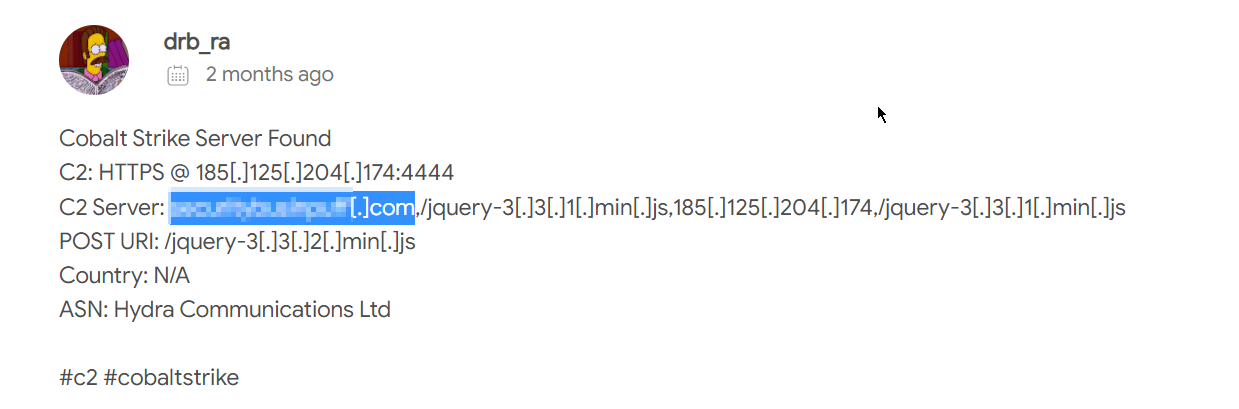 drb_ra
2 months ago
Cobalt Strike Server Found
C2: HTTPS @ 185[.]125[.]204[.]174:4444
C2 Server: [.]com,/jquery-3[.]3[.]1[.]min[.]js,185[.]125[.]204[.]174,/jquery-3[.]3[.]1[.]min[.]js
POST URI: /jquery-3[.]3[.]2[.]min[.]js
Country: N/A
ASN: Hydra Communications Ltd
#c2 #cobaltstrike